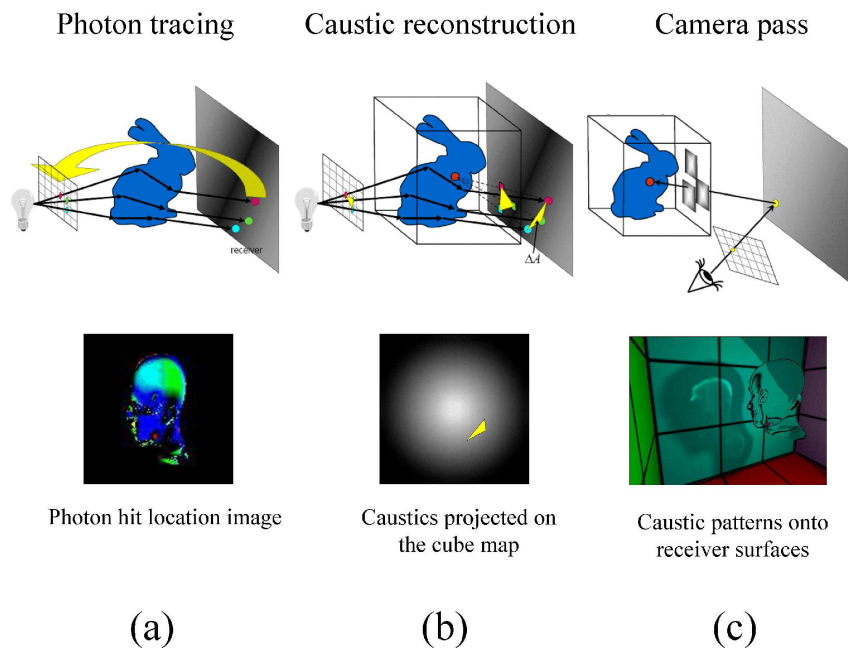 Photon tracing
Caustic reconstruction
Camera pass
receiver
ΔA
Photon hit location image
Caustics projected on
the cube map
Caustic patterns onto
receiver surfaces
(a)
(b)
(c)